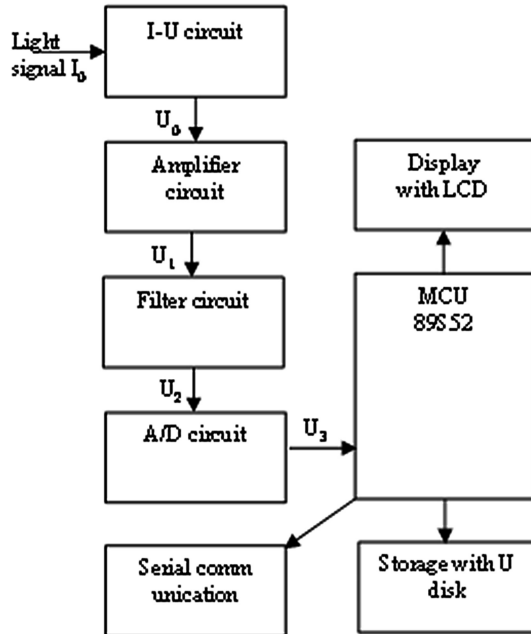 Light
signal I₀
I-U circuit
U₀
Amplifier
circuit
U₁
Filter circuit
U₂
A/D circuit
U₃
Display
with LCD
MCU
89S52
Serial comm
unication
Storage with U
disk